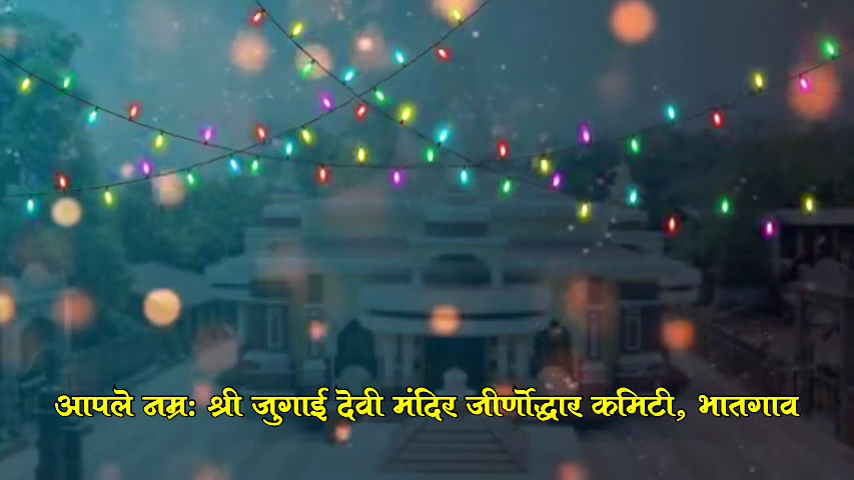 आपले नम्र: श्री जुगाई देवी मंदिर जीर्णोद्धार कमिटी, भातगाव